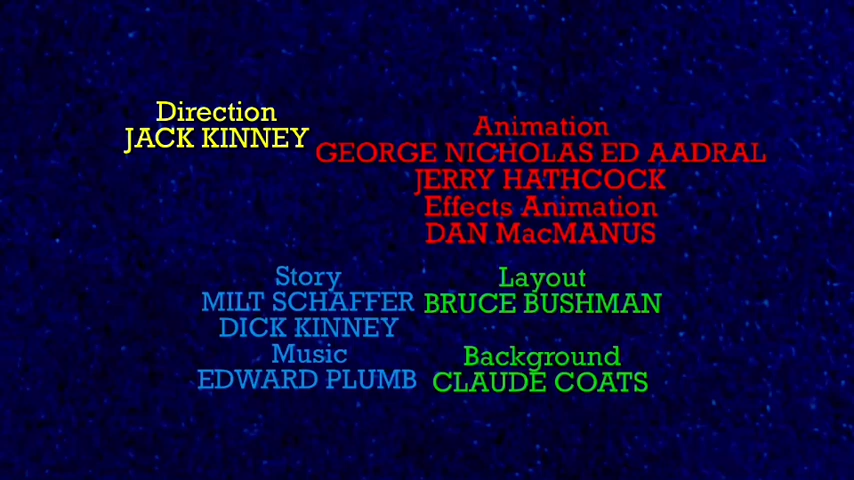 Direction
JACK KINNEY
Animation
GEORGE NICHOLAS ED AADRAL
JERRY HATHCOCK
Effects Animation
DAN MacMANUS
Story
MILT SCHAFFER
DICK KINNEY
Music
EDWARD PLUMB
Layout
BRUCE BUSHMAN
Background
CLAUDE COATS